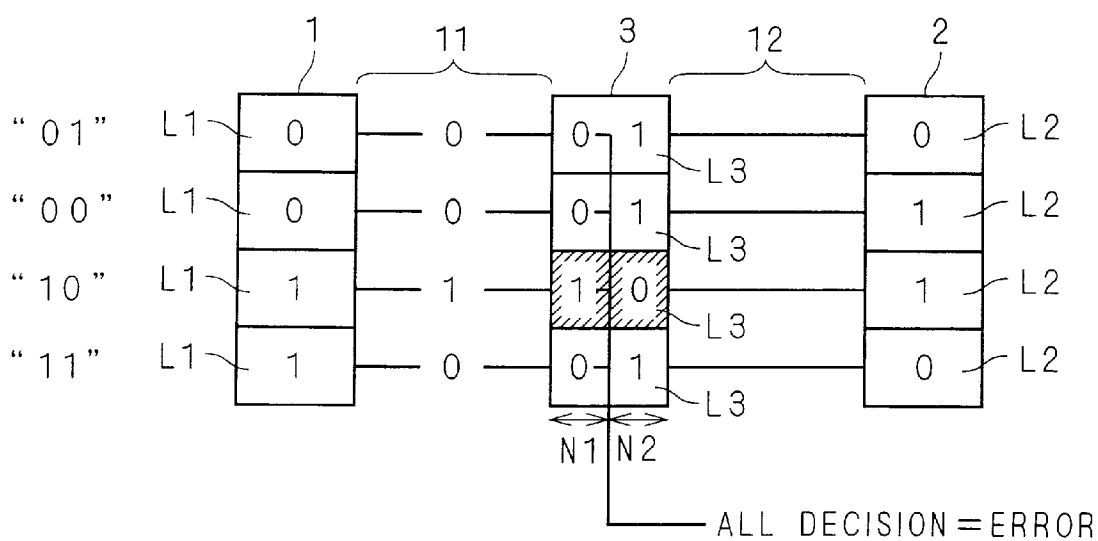 1 11 3 12 2
“01” L1 0 0 0 1 L3 0 L2
“00” L1 0 0 0 1 L3 1 L2
“10” L1 1 1 1 0 L3 1 L2
“11” L1 1 0 0 1 L3 0 L2
N1 N2
ALL DECISION=ERROR